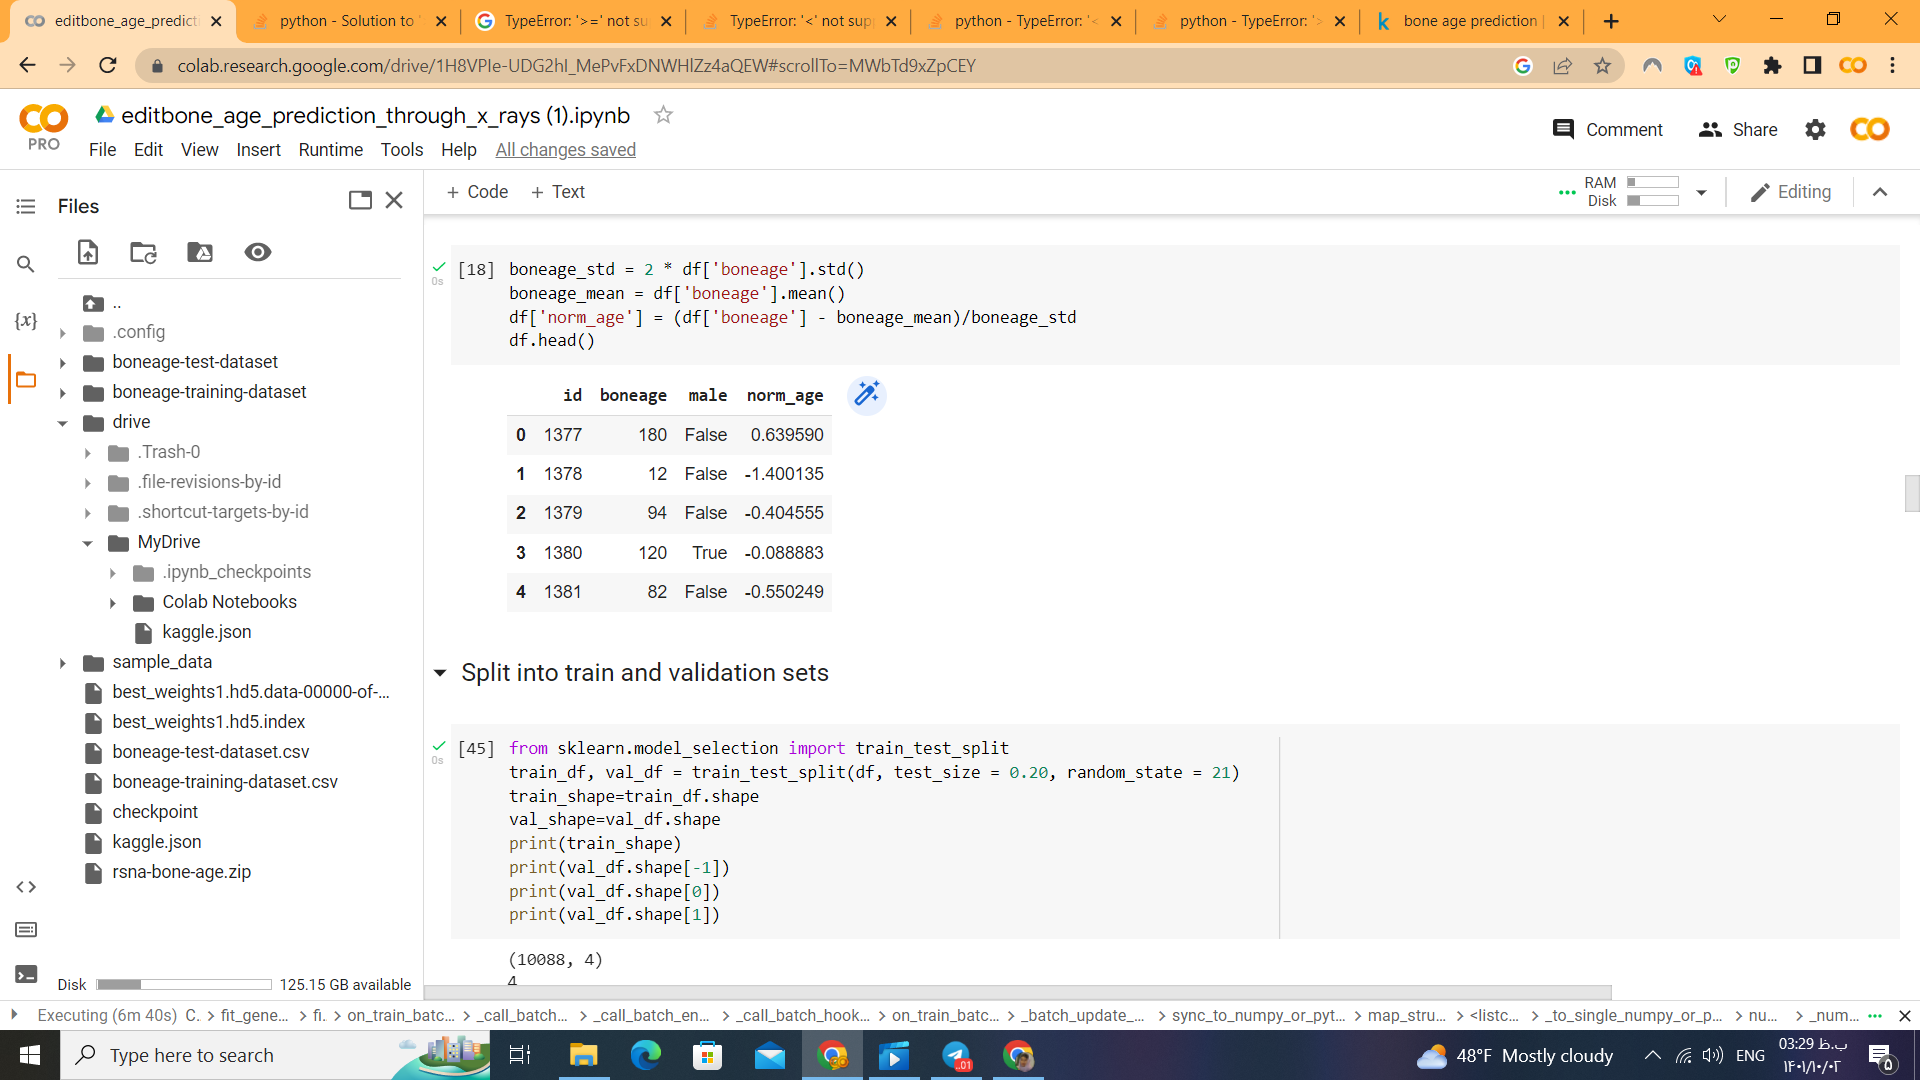 editbone_age_predicti
python - Solution to '
TypeError: '>=' not su
TypeError: '<' not sup
python - TypeError: '<
python - TypeError: '>
bone age prediction |
colab.research.google.com/drive/1H8VPIe-UDG2hI_MePvFxDNWHlZz4aQEW#scrollTo=MWbTd9xZpCEY
PRO
editbone_age_prediction_through_x_rays (1).ipynb
File Edit View Insert Runtime Tools Help All changes saved
Comment Share
Files
+ Code + Text
RAM
Disk
Editing
..
.config
boneage-test-dataset
boneage-training-dataset
drive
.Trash-0
.file-revisions-by-id
.shortcut-targets-by-id
MyDrive
.ipynb_checkpoints
Colab Notebooks
kaggle.json
sample_data
best_weights1.hd5.data-00000-of-...
best_weights1.hd5.index
boneage-test-dataset.csv
boneage-training-dataset.csv
checkpoint
kaggle.json
rsna-bone-age.zip
Disk 125.15 GB available
{x}
0s
[18] boneage_std = 2 * df['boneage'].std()
boneage_mean = df['boneage'].mean()
df['norm_age'] = (df['boneage'] - boneage_mean)/boneage_std
df.head()
id boneage male norm_age
0 1377 180 False 0.639590
1 1378 12 False -1.400135
2 1379 94 False -0.404555
3 1380 120 True -0.088883
4 1381 82 False -0.550249
Split into train and validation sets
0s
[45] from sklearn.model_selection import train_test_split
train_df, val_df = train_test_split(df, test_size = 0.20, random_state = 21)
train_shape=train_df.shape
val_shape=val_df.shape
print(train_shape)
print(val_df.shape[-1])
print(val_df.shape[0])
print(val_df.shape[1])
(10088, 4)
4
Executing (6m 40s) C. > fit_gene... > fi. > on_train_batc... > _call_batch... > _call_batch_en... > _call_batch_hook... > on_train_batc... > _batch_update_... > sync_to_numpy_or_pyt... > map_stru... > <listc... > _to_single_numpy_or_p... > nu... > _num... ...
Type here to search
48°F Mostly cloudy
ENG
03:29 ب.ظ
۱۴۰۱/۱۰/۰۲
۵